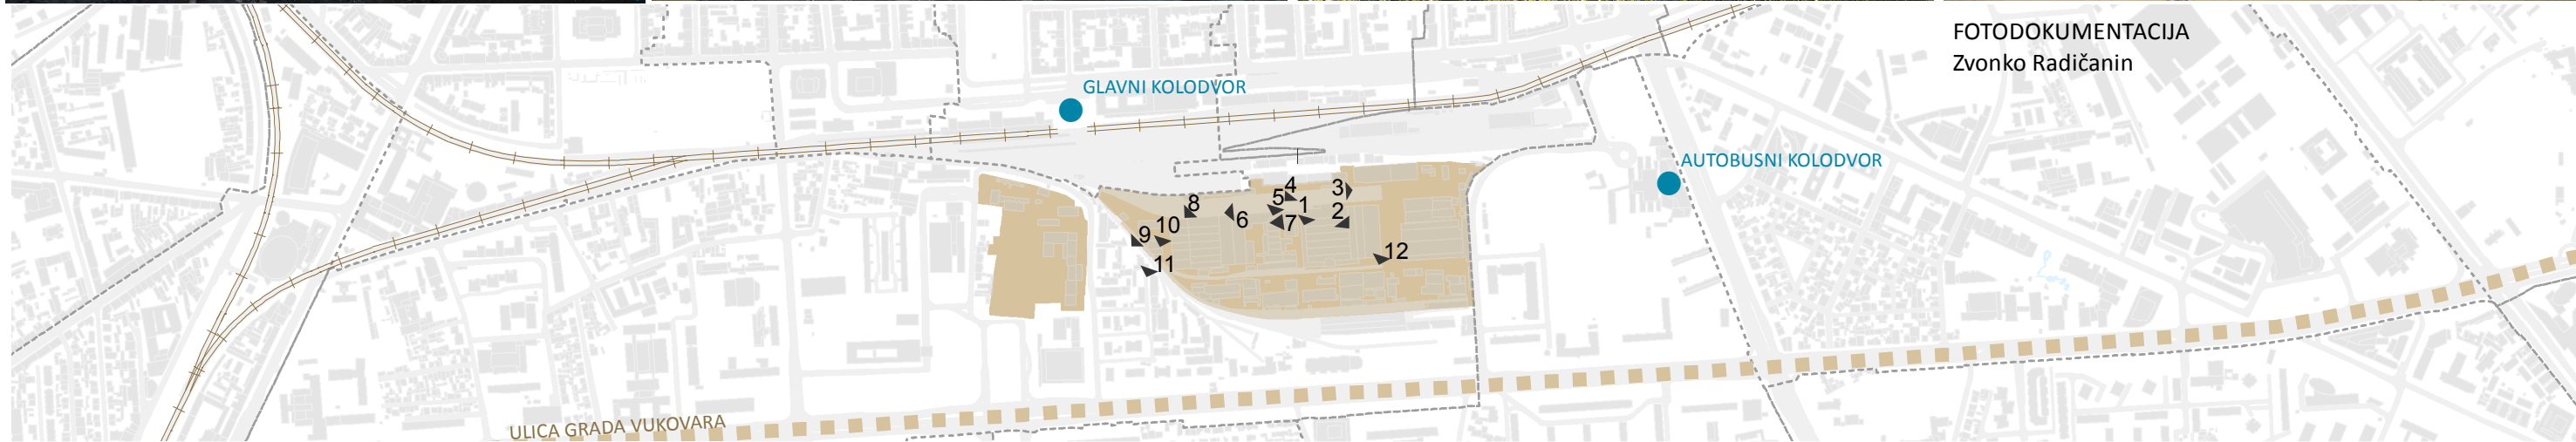 FOTODOKUMENTACIJA
Zvonko Radičanin
GLAVNI KOLODVOR
AUTOBUSNI KOLODVOR
4
3
5
1
8
2
6
7
10
9
11
12
ULICA GRADA VUKOVARA